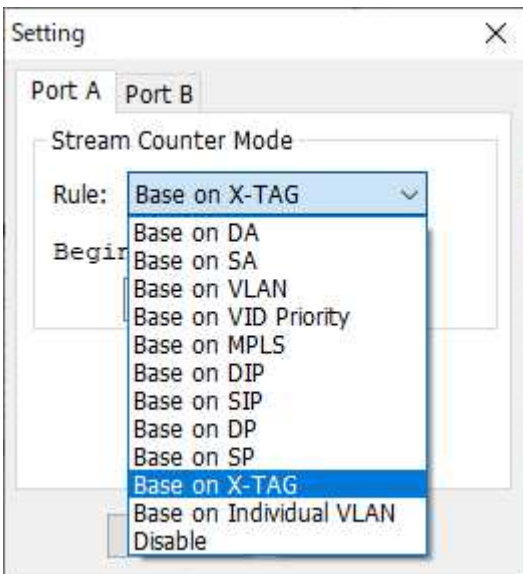 Setting
Port A Port B
Stream Counter Mode
Rule: Base on X-TAG
Base on DA
Base on SA
Base on VLAN
Base on VID Priority
Base on MPLS
Base on DIP
Base on SIP
Base on DP
Base on SP
Base on X-TAG
Base on Individual VLAN
Disable